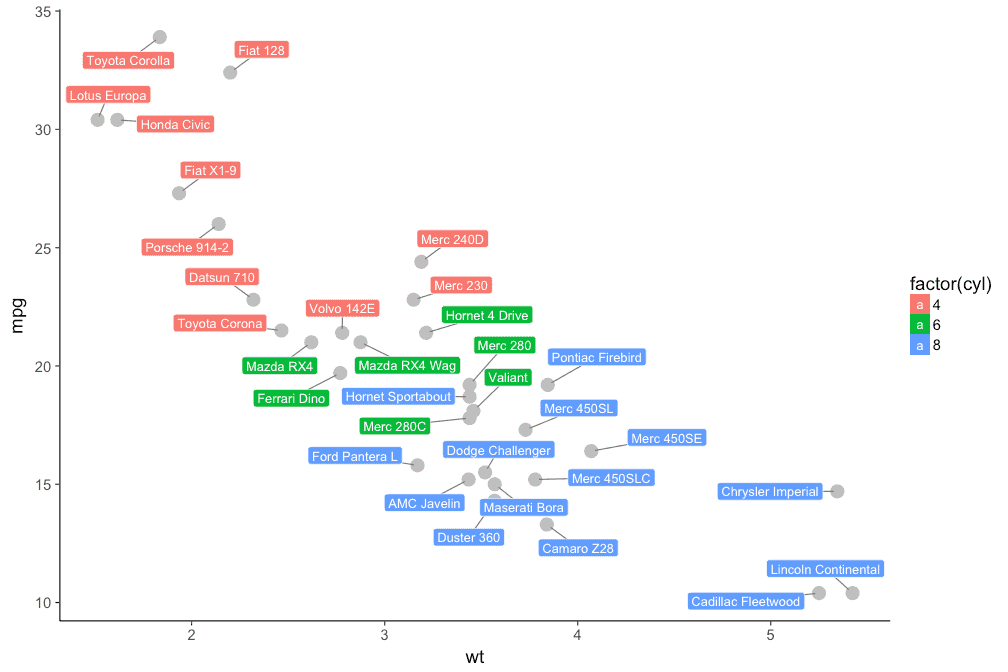 35
Toyota Corolla
Fiat 128
Lotus Europa
30
Honda Civic
Fiat X1-9
25
Merc 240D
Porsche 914-2
Datsun 710
Merc 230
factor(cyl)
a 4
a 6
a 8
mpg
Volvo 142E
Hornet 4 Drive
Toyota Corona
Merc 280
Pontiac Firebird
20
Mazda RX4
Mazda RX4 Wag
Valiant
Ferrari Dino
Hornet Sportabout
Merc 450SL
Merc 280C
Merc 450SE
Dodge Challenger
Ford Pantera L
Merc 450SLC
15
Chrysler Imperial
AMC Javelin
Maserati Bora
Duster 360
Camaro Z28
Lincoln Continental
10
Cadillac Fleetwood
2 3 4 5
wt